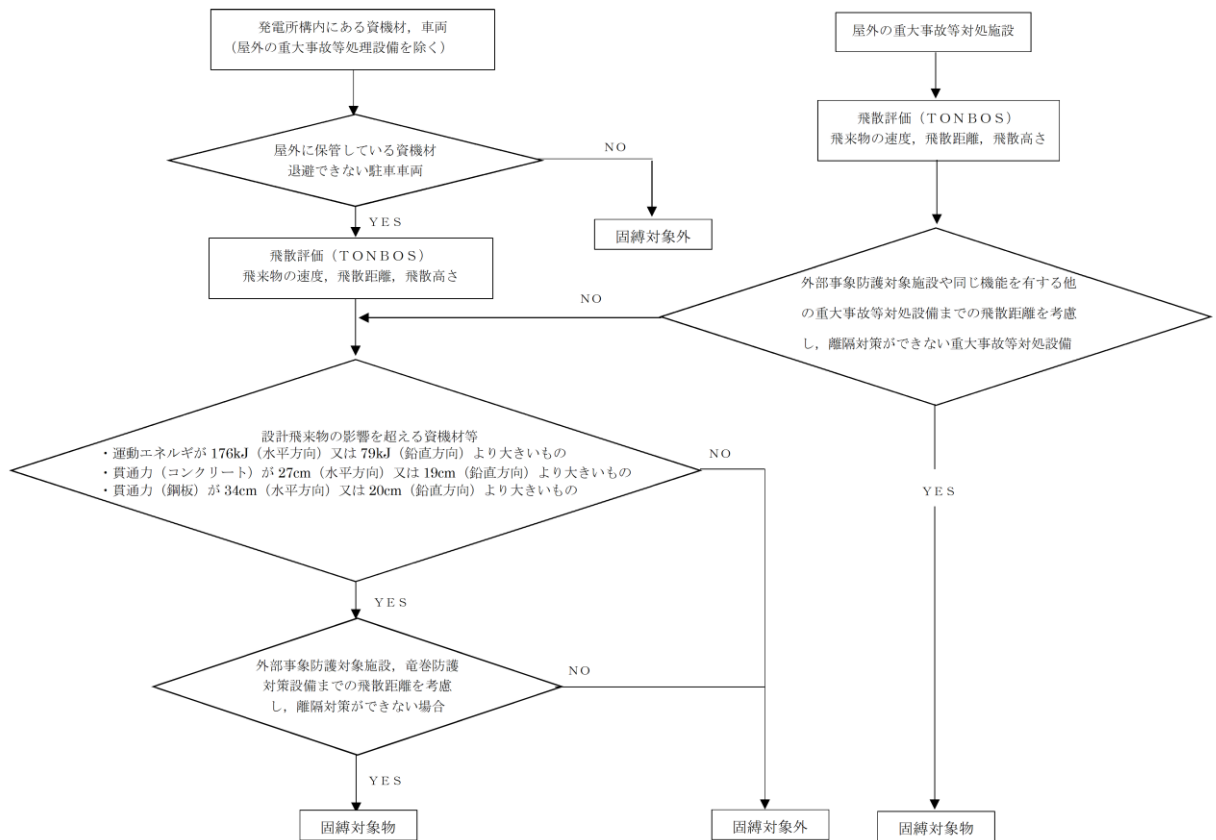 発電所構内にある資機材，車両
（屋外の重大事故等処理設備を除く）
屋外に保管している資機材
退避できない駐車車両
NO
YES
固縛対象外
飛散評価（TONBOS）
飛来物の速度，飛散距離，飛散高さ
屋外の重大事故等対処施設
飛散評価（TONBOS）
飛来物の速度，飛散距離，飛散高さ
外部事象防護対象施設や同じ機能を有する他
の重大事故等対処設備までの飛散距離を考慮
し，離隔対策ができない重大事故等対処設備
NO
YES
設計飛来物の影響を超える資機材等
・運動エネルギが 176kJ（水平方向）又は 79kJ（鉛直方向）より大きいもの
・貫通力（コンクリート）が 27cm（水平方向）又は 19cm（鉛直方向）より大きいもの
・貫通力（鋼板）が 34cm（水平方向）又は 20cm（鉛直方向）より大きいもの
NO
YES
外部事象防護対象施設，竜巻防護
対策設備までの飛散距離を考慮
し，離隔対策ができない場合
NO
YES
固縛対象物
固縛対象外
固縛対象物